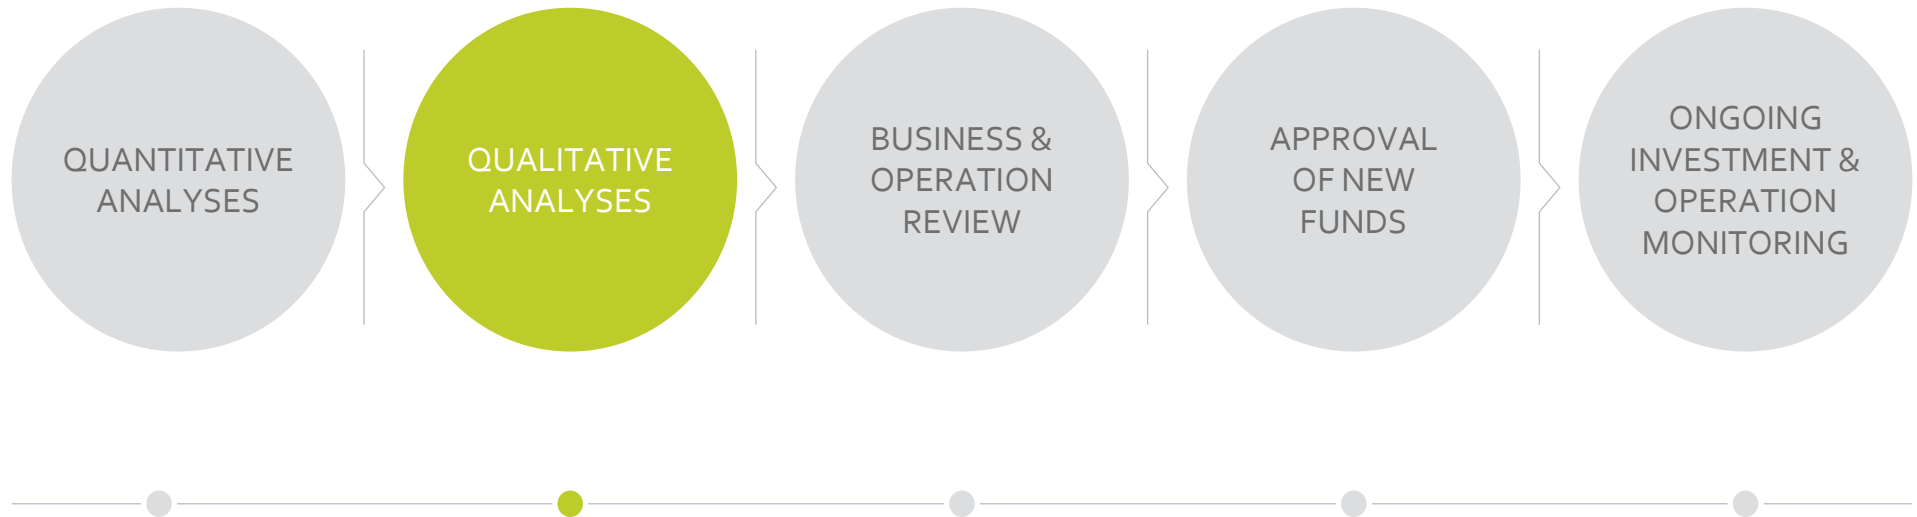 QUANTITATIVE
ANALYSES
QUALITATIVE
ANALYSES
BUSINESS &
OPERATION
REVIEW
APPROVAL
OF NEW
FUNDS
ONGOING
INVESTMENT &
OPERATION
MONITORING